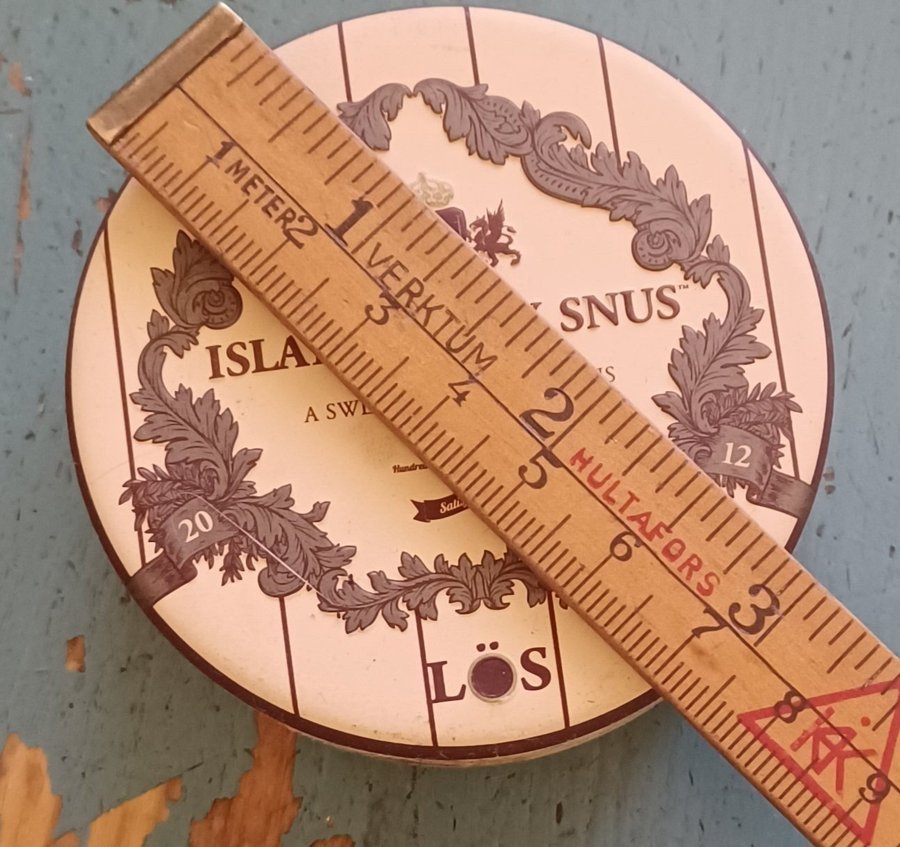 1 METER 2
1 VERKTUM
3
4
2
5
HULTAFORS
6
3
7
8
9
SNUS™
ISLA
A SW
12
20
LÖS